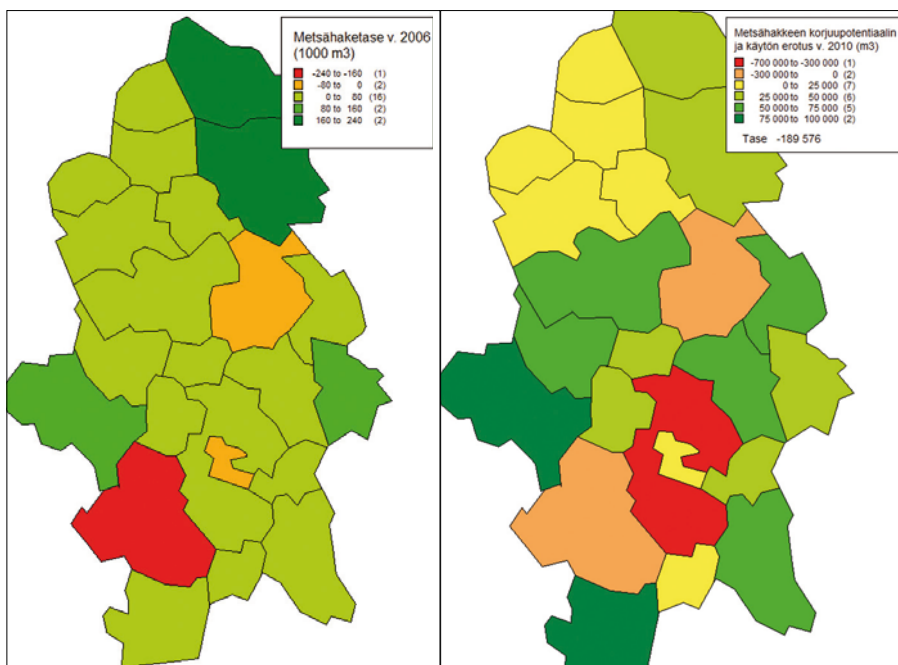 Metsähaketase v. 2006
(1000 m3)
-240 to -160 (1)
-80 to 0 (2)
0 to 80 (16)
80 to 160 (2)
160 to 240 (2)
Metsähakkeen korjuupotentiaalin
ja käytön erotus v. 2010 (m3)
-700 000 to -300 000 (1)
-300 000 to 0 (2)
0 to 25 000 (7)
25 000 to 50 000 (6)
50 000 to 75 000 (5)
75 000 to 100 000 (2)
Tase -189 576